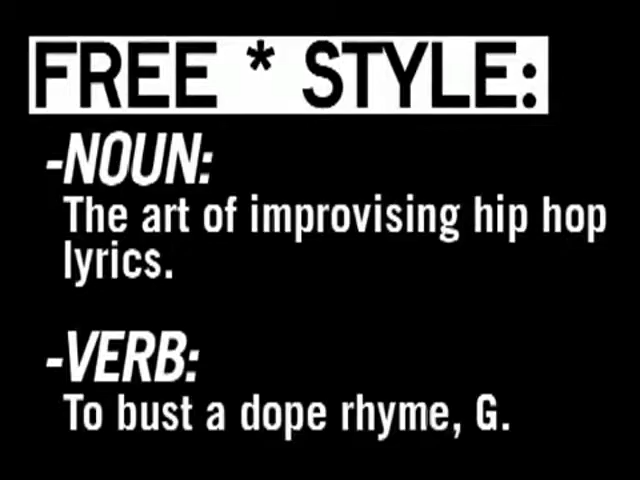 FREE * STYLE:
-NOUN:
The art of improvising hip hop
lyrics.
-VERB:
To bust a dope rhyme, G.